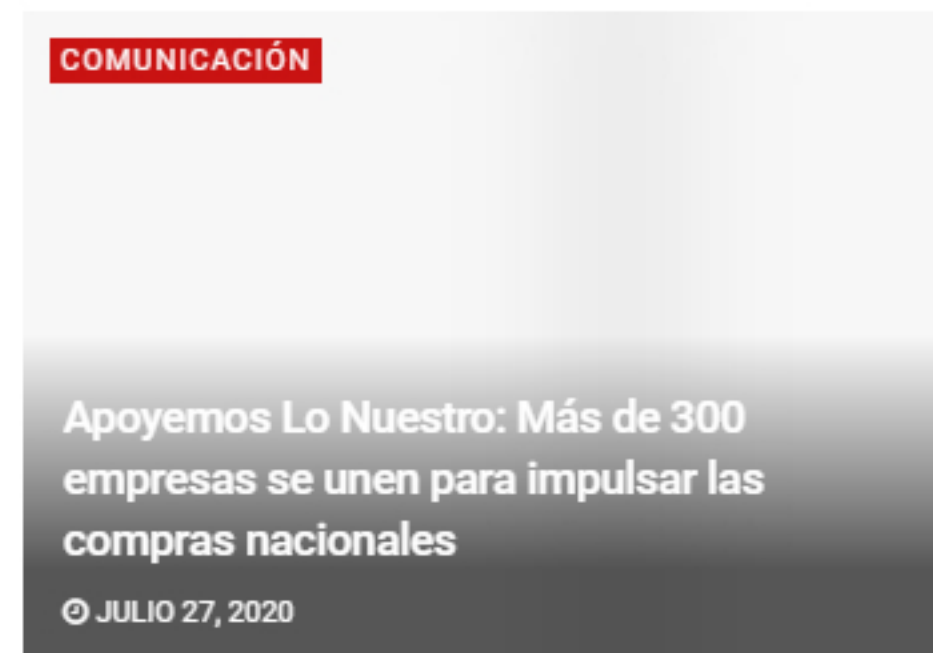 COMUNICACIÓN
Apoyemos Lo Nuestro: Más de 300
empresas se unen para impulsar las
compras nacionales
JULIO 27, 2020